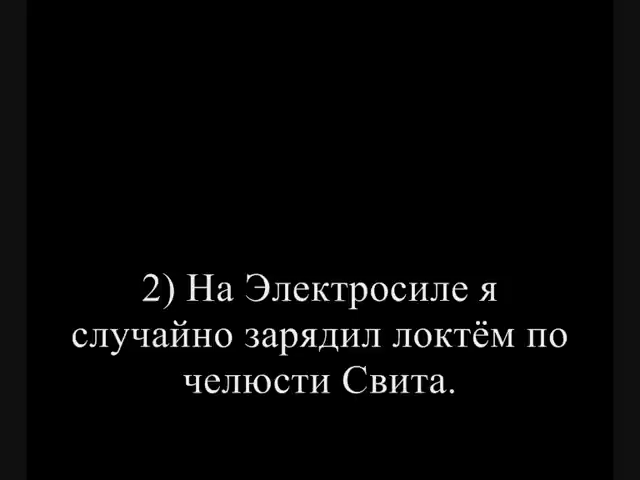 2) На Электросиле я
случайно зарядил локтём по
челюсти Свита.